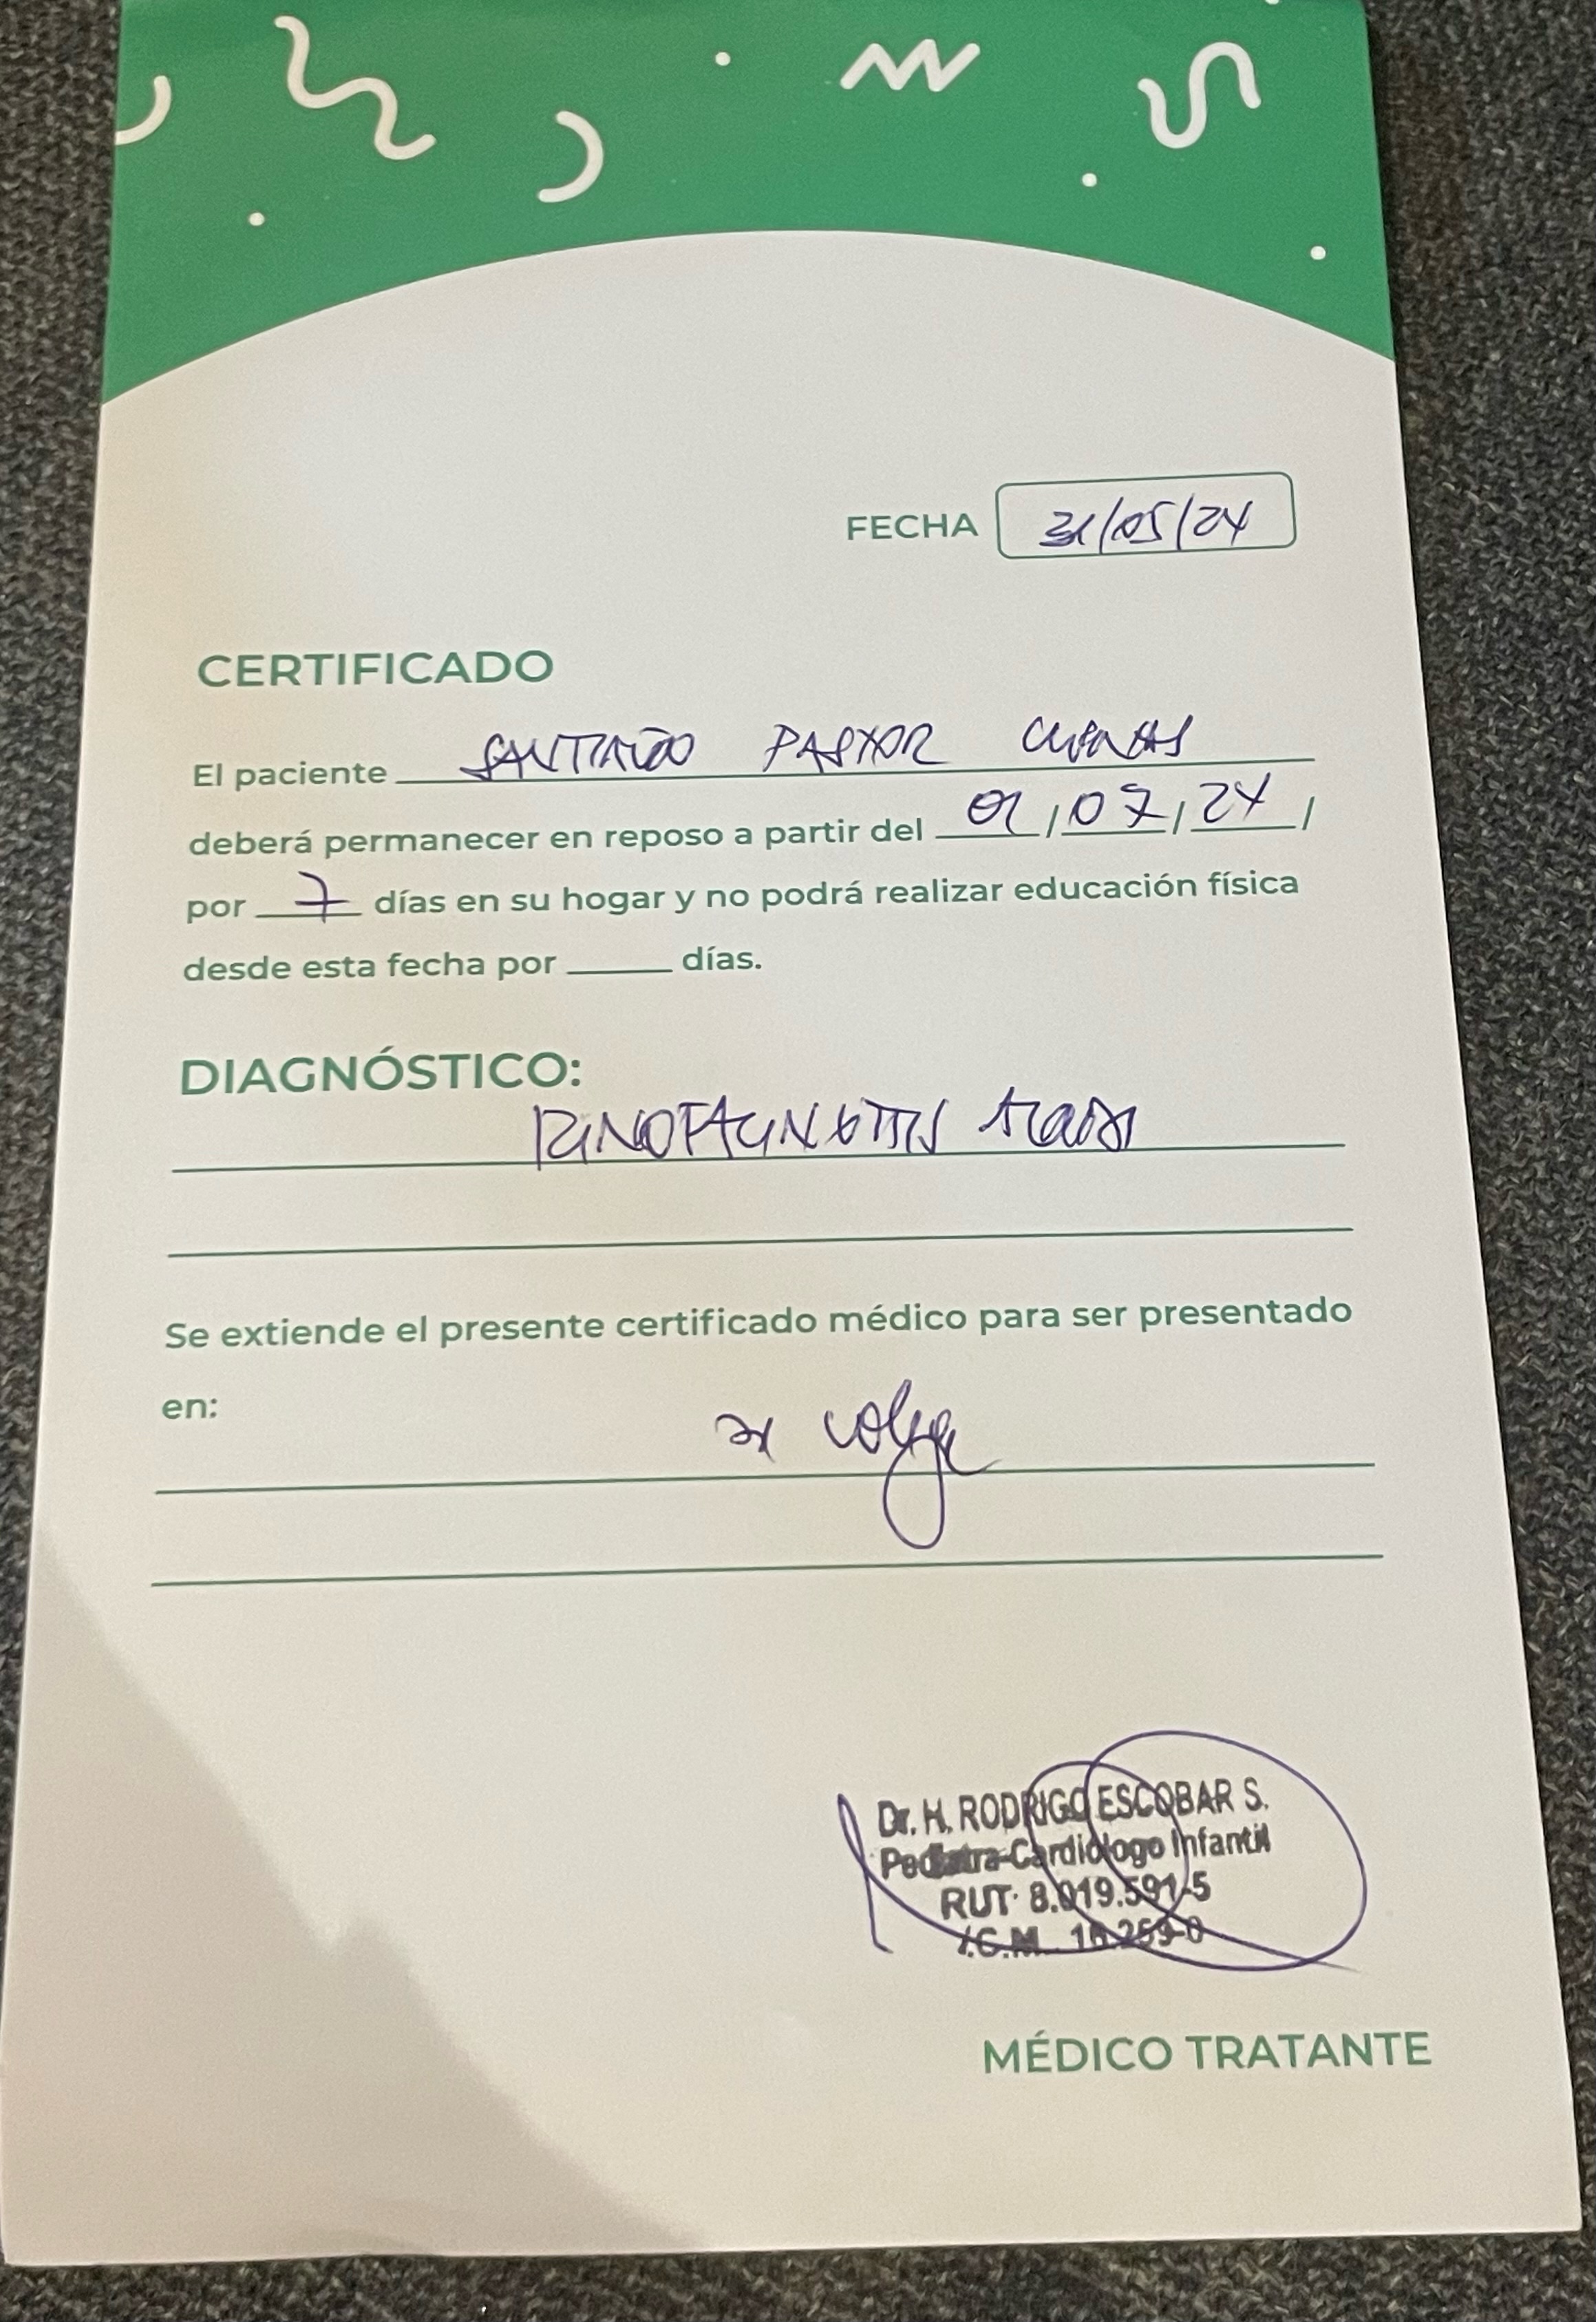 FECHA 31/05/24
CERTIFICADO
El paciente SANTIAGO PASTOR
deberá permanecer en reposo a partir del 01/07/24/
por 7 días en su hogar y no podrá realizar educación física
desde esta fecha por _____ días.
DIAGNÓSTICO:
RINOFARINGITIS AGUDA
Se extiende el presente certificado médico para ser presentado
en:
Dr. H. RODRIGO ESCOBAR S.
Pediatra-Cardiólogo Infantil
RUT: 8.019.591-5
MÉDICO TRATANTE